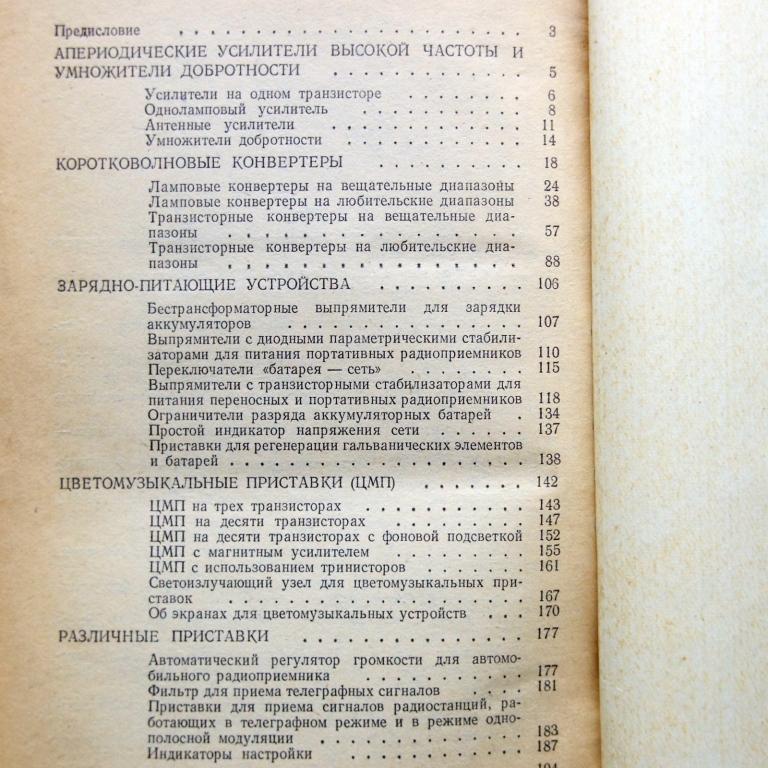 Предисловие . . . . . . . . . . . . . . 3
АПЕРИОДИЧЕСКИЕ УСИЛИТЕЛИ ВЫСОКОЙ ЧАСТОТЫ И
УМНОЖИТЕЛИ ДОБРОТНОСТИ . . . . . . . . 5
Усилители на одном транзисторе . . . . . . . 6
Одноламповый усилитель . . . . . . . 8
Антенные усилители . . . . . . . . 11
Умножители добротности . . . . . . . 14
КОРОТКОВОЛНОВЫЕ КОНВЕРТЕРЫ . . . . . . 18
Ламповые конвертеры на вещательные диапазоны 24
Ламповые конвертеры на любительские диапазоны 38
Транзисторные конвертеры на вещательные диа-
пазоны . . . . . . . . . . . . 57
Транзисторные конвертеры на любительские диа-
пазоны . . . . . . . . . . . . 88
ЗАРЯДНО-ПИТАЮЩИЕ УСТРОЙСТВА . . . . . . 106
Бестрансформаторные выпрямители для зарядки
аккумуляторов . . . . . . . . . . 107
Выпрямители с диодными параметрическими стабили-
заторами для питания портативных радиоприемников 110
Переключатели «батарея — сеть» . . . . . . 115
Выпрямители с транзисторными стабилизаторами для
питания переносных и портативных радиоприемников 118
Ограничители разряда аккумуляторных батарей . 134
Простой индикатор напряжения сети . . . . . 137
Приставки для регенерации гальванических элементов
и батарей . . . . . . . . . . . . . 138
ЦВЕТОМУЗЫКАЛЬНЫЕ ПРИСТАВКИ (ЦМП) . . . . 142
ЦМП на трех транзисторах . . . . . . . 143
ЦМП на десяти транзисторах . . . . . . 147
ЦМП на десяти транзисторах с фоновой подсветкой 152
ЦМП с магнитным усилителем . . . . . . 155
ЦМП с использованием тринисторов . . . . . 161
Светоизлучающий узел для цветомузыкальных при-
ставок . . . . . . . . . . . . 167
Об экранах для цветомузыкальных устройств . . . 170
РАЗЛИЧНЫЕ ПРИСТАВКИ . . . . . . . . . 177
Автоматический регулятор громкости для автомо-
бильного радиоприемника . . . . . . . 177
Фильтр для приема телеграфных сигналов . . . . 181
Приставки для приема сигналов радиостанций, ра-
ботающих в телеграфном режиме и в режиме одно-
полосной модуляции . . . . . . . . . 183
Индикаторы настройки . . . . . . . . 187